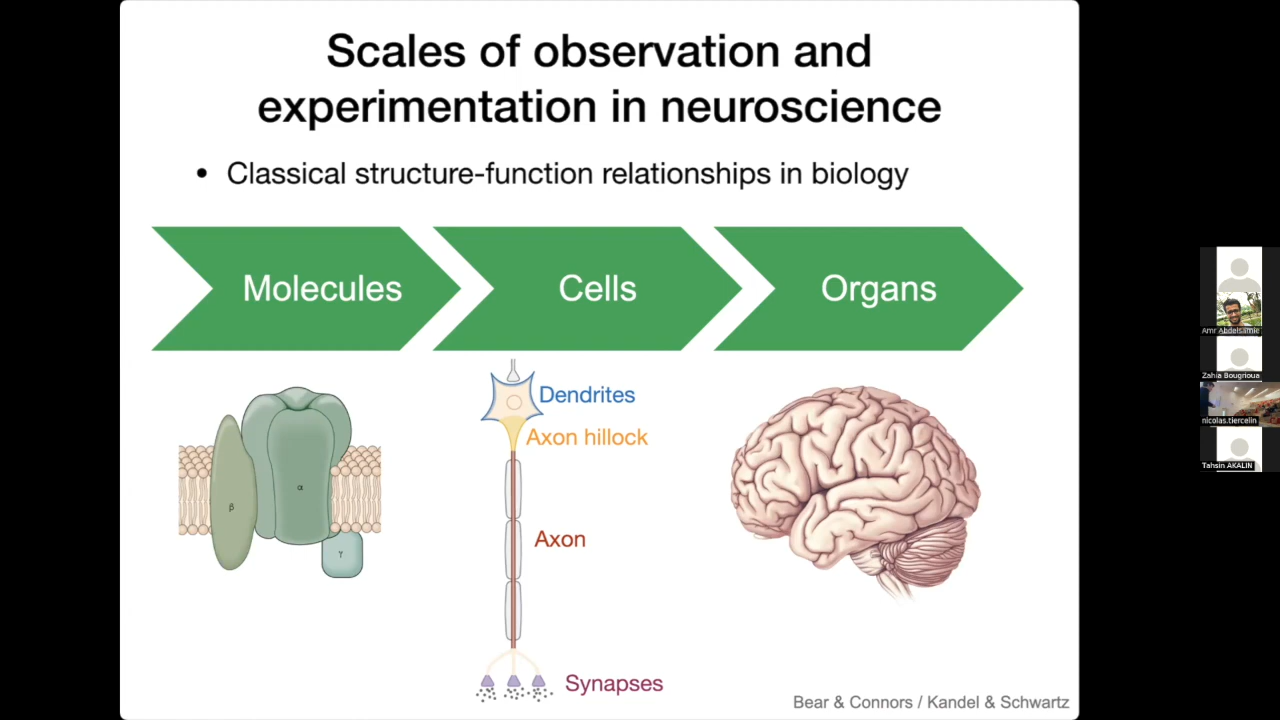 Scales of observation and
experimentation in neuroscience
• Classical structure-function relationships in biology
Molecules
Cells
Organs
β
α
γ
Dendrites
Axon hillock
Axon
Synapses
Bear & Connors / Kandel & Schwartz
Amr Abdelsamie
Zahia Bougrioua
nicolas.tiercelin
Tahsin AKALIN